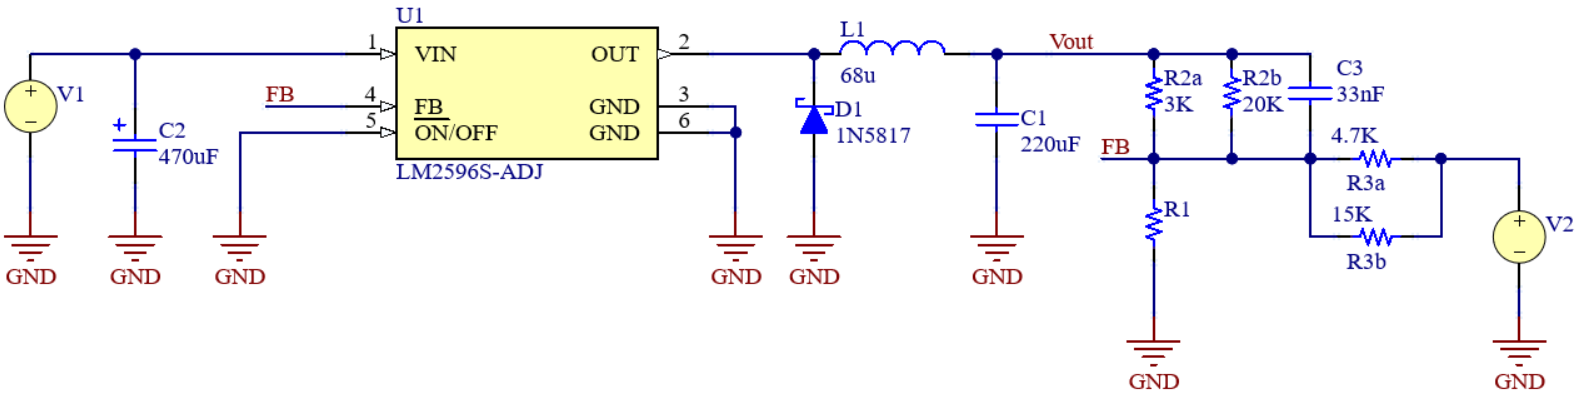 U1
1
VIN
OUT
2
4
FB
FB
GND
3
5
ON/OFF
GND
6
LM2596S-ADJ
+
−
V1
+
C2
470uF
L1
68u
D1
1N5817
Vout
C1
220uF
R2a
3K
R2b
20K
C3
33nF
FB
4.7K
R3a
15K
R3b
R1
+
−
V2
GND
GND
GND
GND
GND
GND
GND
GND